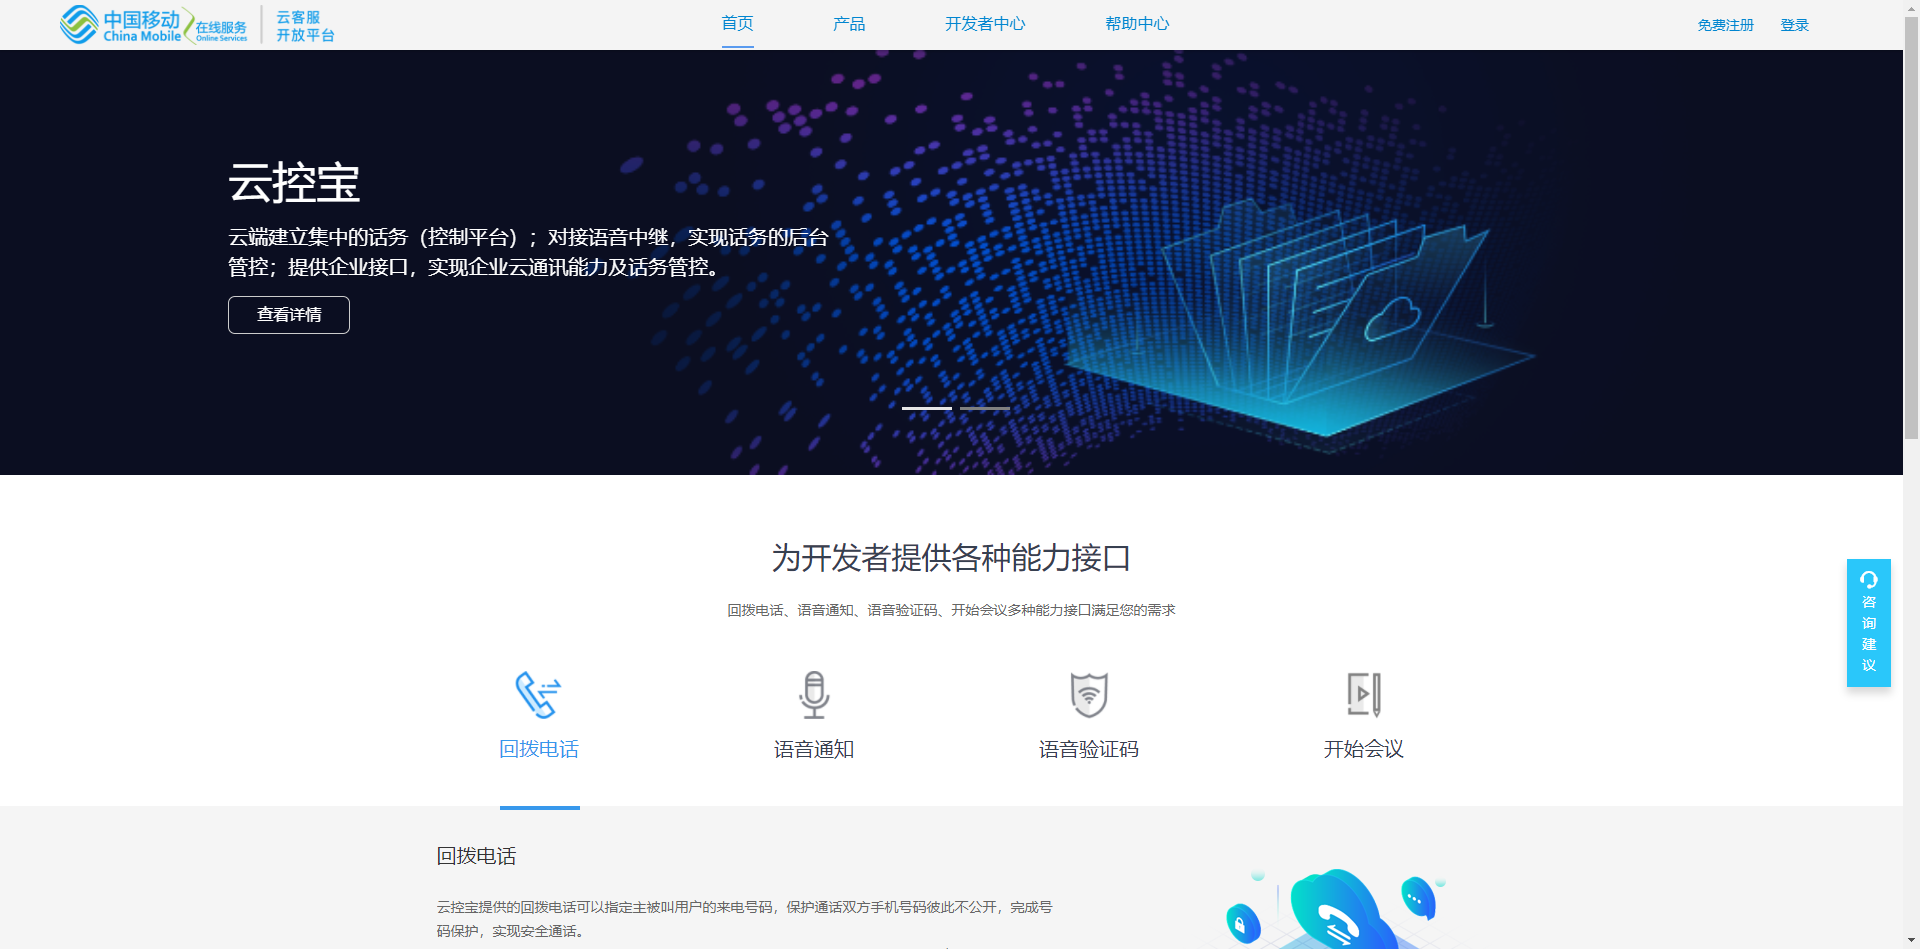 中国移动
China Mobile
在线服务
Online Services
云客服
开放平台
首页
产品
开发者中心
帮助中心
免费注册
登录
云控宝
云端建立集中的话务（控制平台）；对接语音中继，实现话务的后台
管控；提供企业接口，实现企业云通讯能力及话务管控。
查看详情
为开发者提供各种能力接口
回拨电话、语音通知、语音验证码、开始会议多种能力接口满足您的需求
咨
询
建
议
回拨电话
语音通知
语音验证码
开始会议
回拨电话
云控宝提供的回拨电话可以指定主被叫用户的来电号码，保护通话双方手机号码彼此不公开，完成号
码保护，实现安全通话。